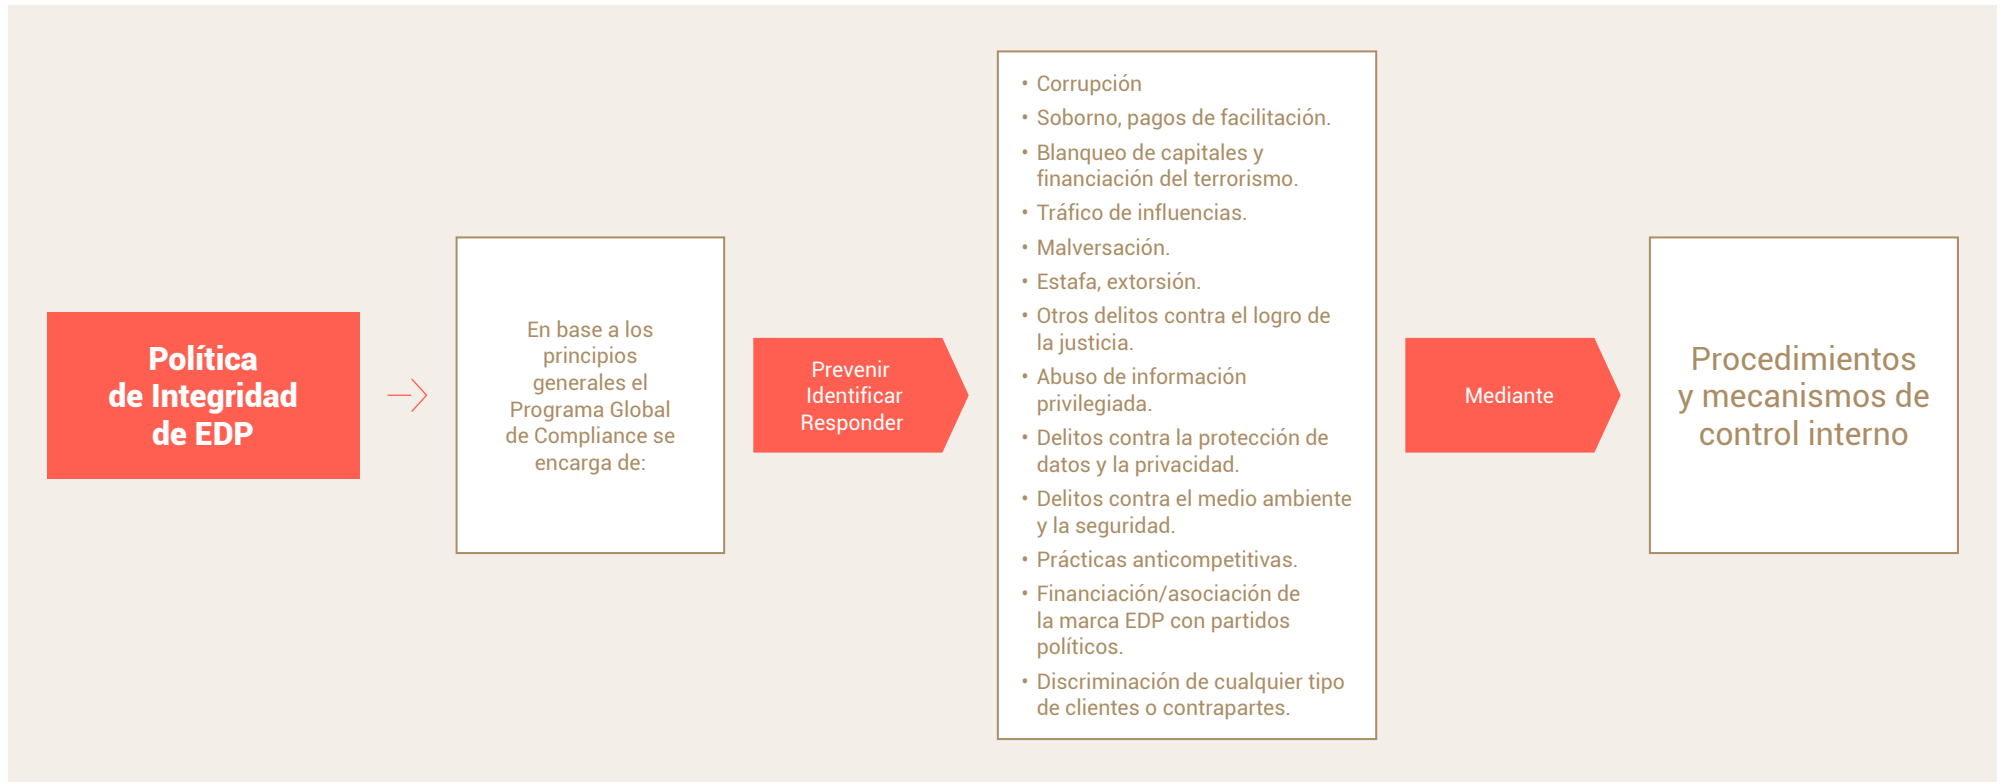 Política
de Integridad
de EDP
En base a los
principios
generales el
Programa Global
de Compliance se
encarga de:
Prevenir
Identificar
Responder
• Corrupción
• Soborno, pagos de facilitación.
• Blanqueo de capitales y
financiación del terrorismo.
• Tráfico de influencias.
• Malversación.
• Estafa, extorsión.
• Otros delitos contra el logro de
la justicia.
• Abuso de información
privilegiada.
• Delitos contra la protección de
datos y la privacidad.
• Delitos contra el medio ambiente
y la seguridad.
• Prácticas anticompetitivas.
• Financiación/asociación de
la marca EDP con partidos
políticos.
• Discriminación de cualquier tipo
de clientes o contrapartes.
Mediante
Procedimientos
y mecanismos de
control interno